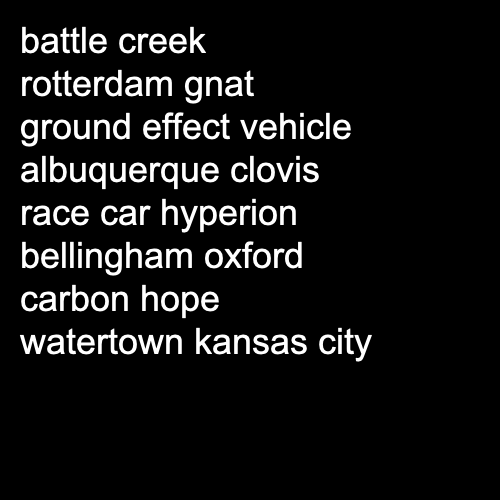 battle creek
rotterdam gnat
ground effect vehicle
albuquerque clovis
race car hyperion
bellingham oxford
carbon hope
watertown kansas city